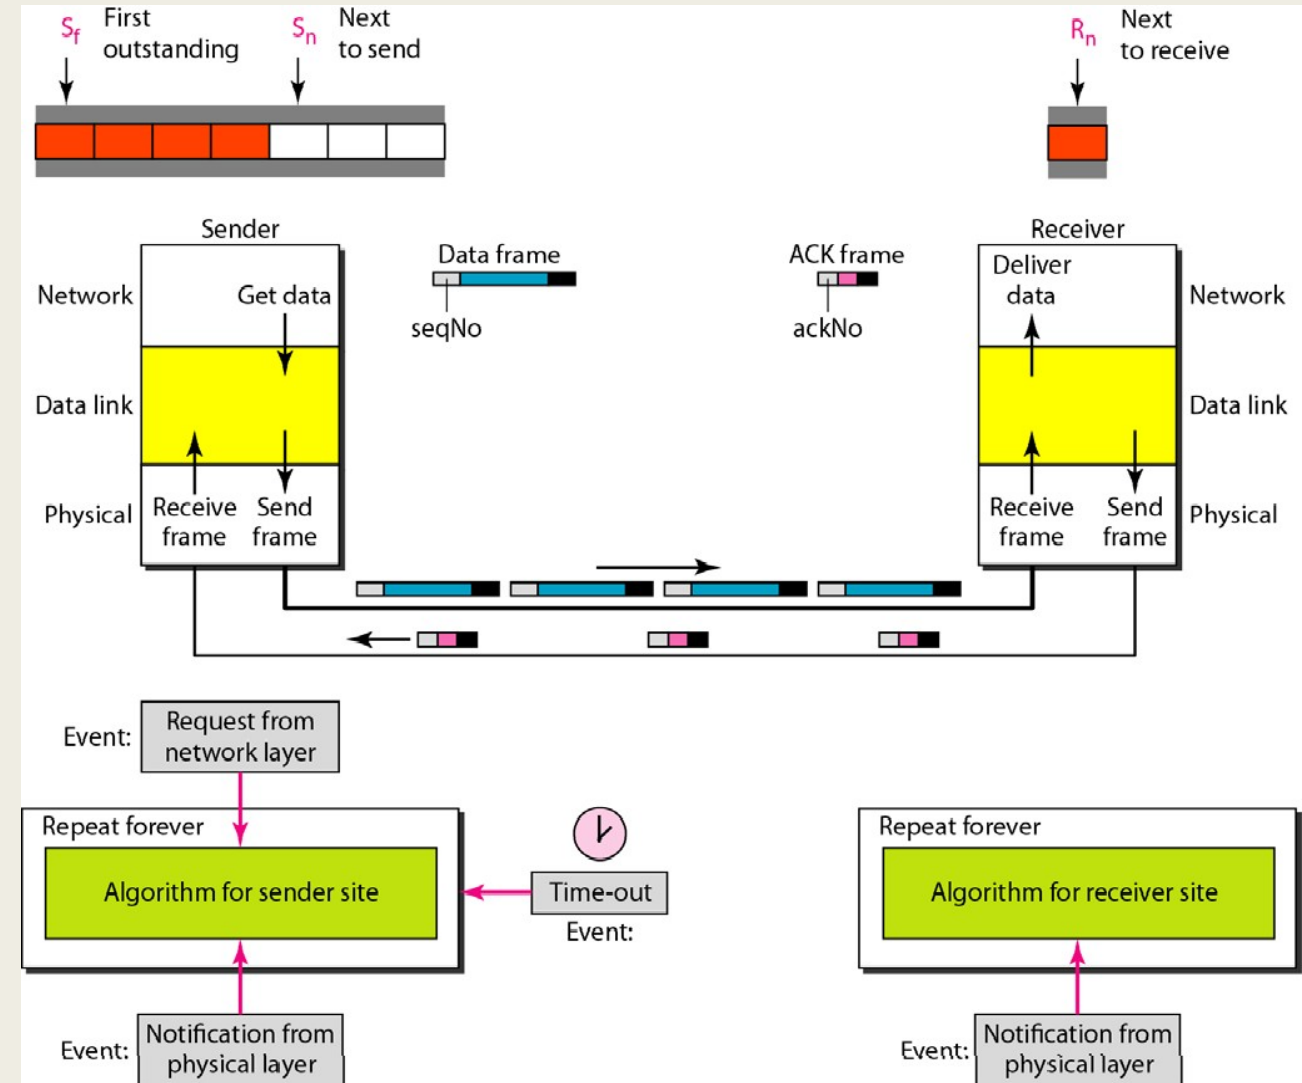 Sf First
outstanding
Sn Next
to send
Rn Next
to receive
Sender
Receiver
Network
Get data
Data frame
seqNo
ACK frame
ackNo
Deliver
data
Network
Data link
Data link
Physical
Receive
frame
Send
frame
Receive
frame
Send
frame
Physical
Event:
Request from
network layer
Repeat forever
Algorithm for sender site
Time-out
Event:
Repeat forever
Algorithm for receiver site
Event:
Notification from
physical layer
Event:
Notification from
physical layer